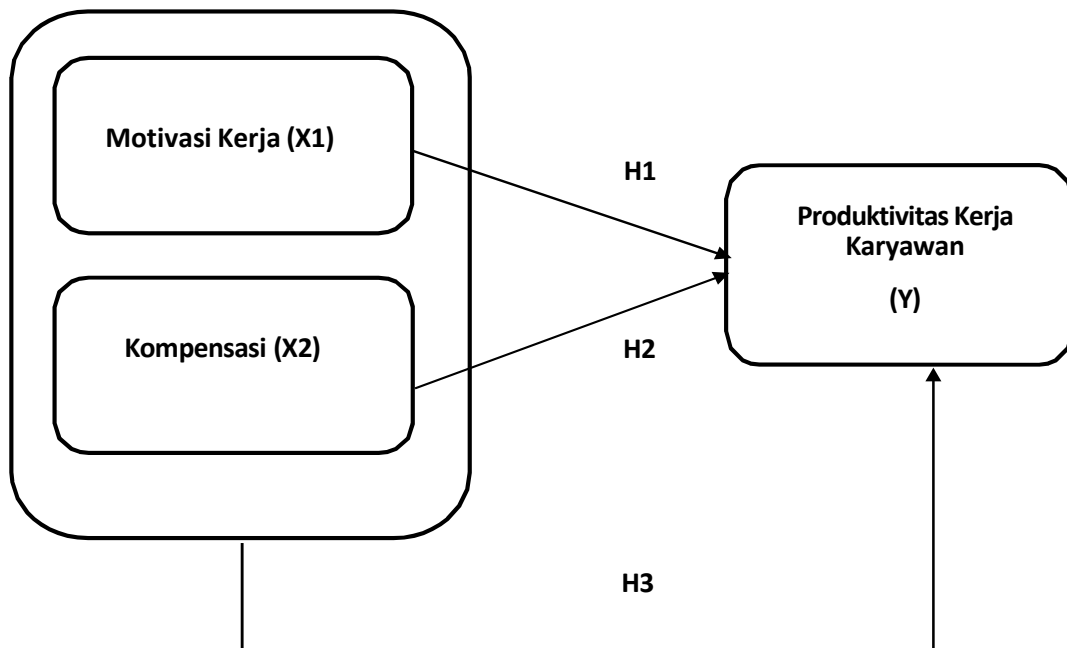 Motivasi Kerja (X1)
H1
Produktivitas Kerja
Karyawan
(Y)
Kompensasi (X2)
H2
H3